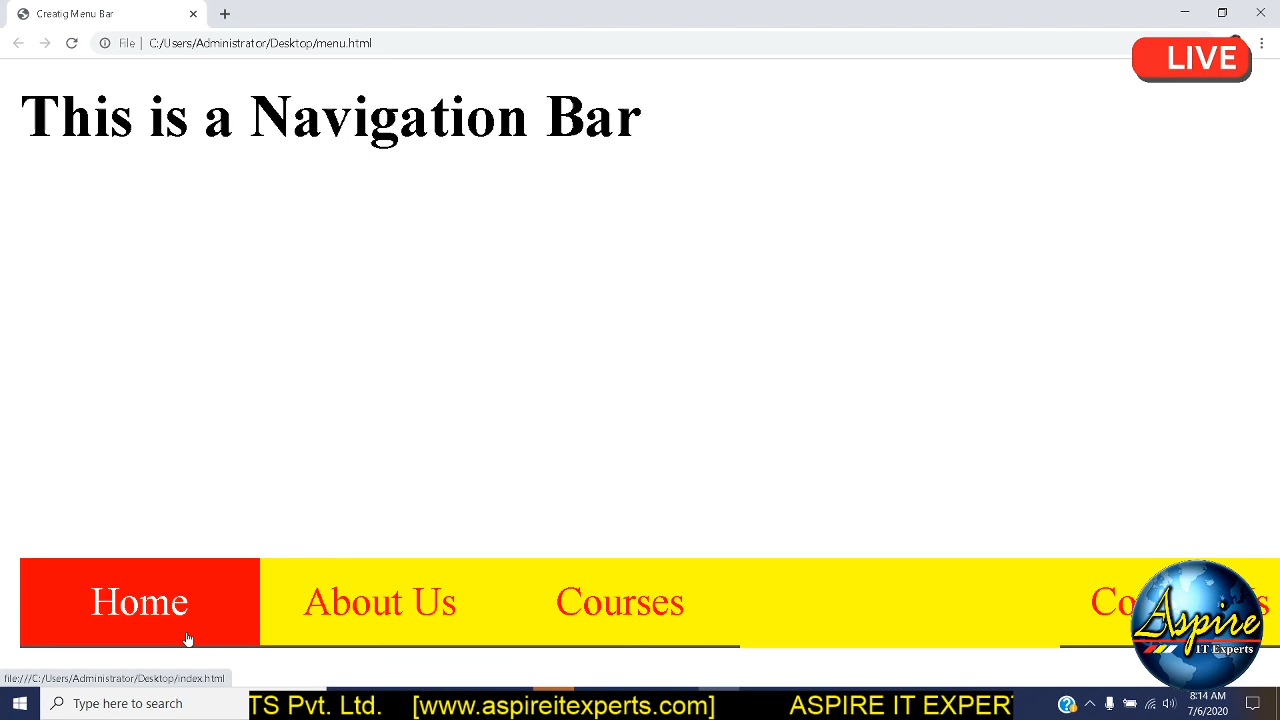 Creatig Menu Bar
File C:/Users/Administrator/Desktop/menu.html
LIVE
This is a Navigation Bar
Home About Us Courses
Aspire
IT Experts
file:///C:/Users/Administrator/Desktop/index.html
Type here to search
Pvt. Ltd. [www.aspireitexperts.com] ASPIRE IT
8:14 AM
7/6/2020